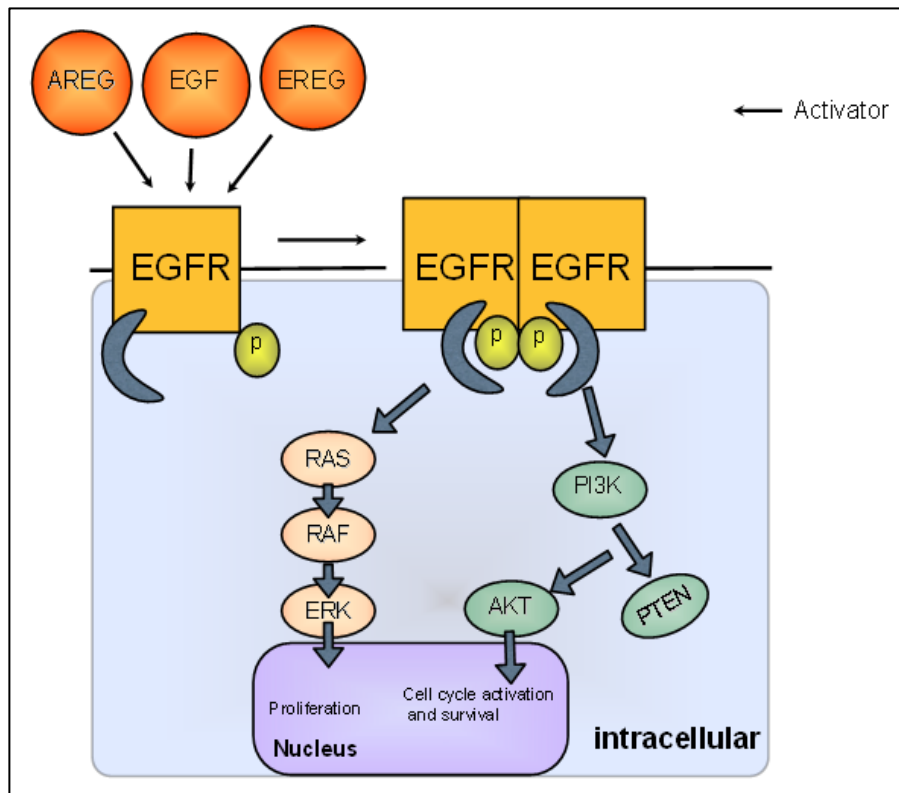 AREG
EGF
EREG
Activator
EGFR
EGFR
EGFR
p
p
p
RAS
PI3K
RAF
ERK
AKT
PTEN
Proliferation
Cell cycle activation
and survival
Nucleus
intracellular